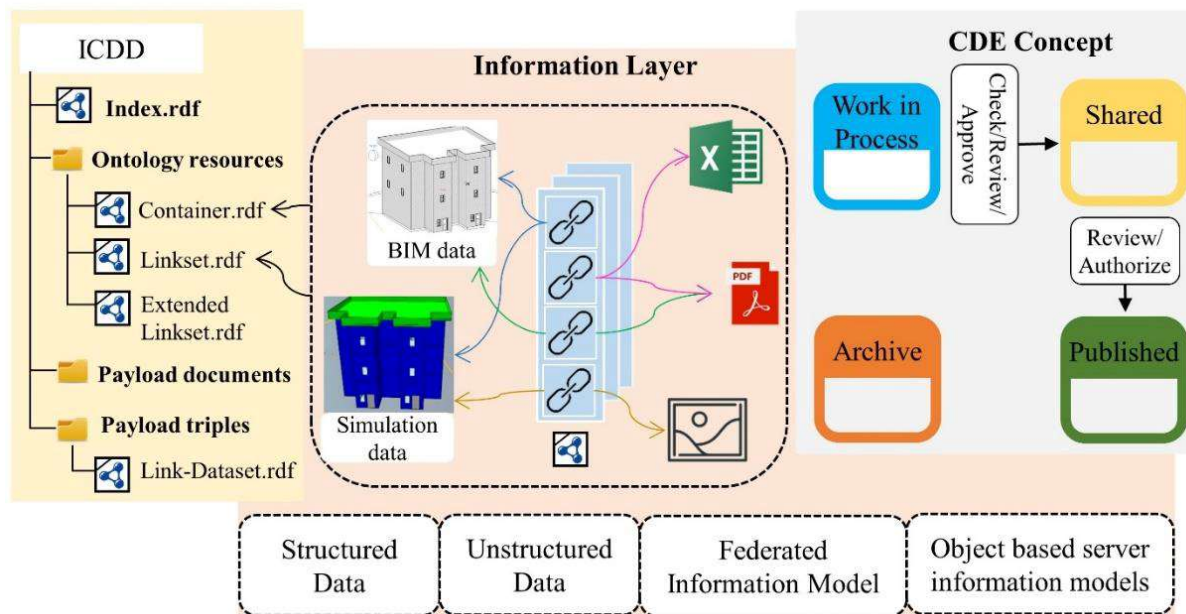 ICDD
Index.rdf
Ontology resources
Container.rdf
Linkset.rdf
Extended
Linkset.rdf
Payload documents
Payload triples
Link-Dataset.rdf
Information Layer
BIM data
Simulation
data
X
PDF
CDE Concept
Work in
Process
Check/Review/
Approve
Shared
Review/
Authorize
Archive
Published
Structured
Data
Unstructured
Data
Federated
Information Model
Object based server
information models